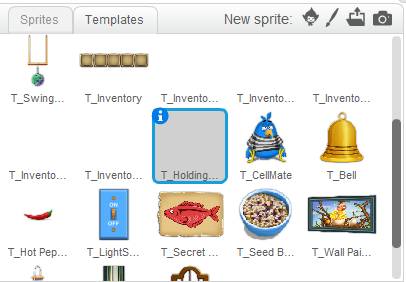 Sprites Templates New sprite:
T_Swing... T_Inventory T_Invento... T_Invento... T_Invento...
T_Invento... T_Invento... T_Holding... T_CellMate T_Bell
ON
OFF
T_Hot Pep... T_LightS... T_Secret ... T_Seed B... T_Wall Pai...